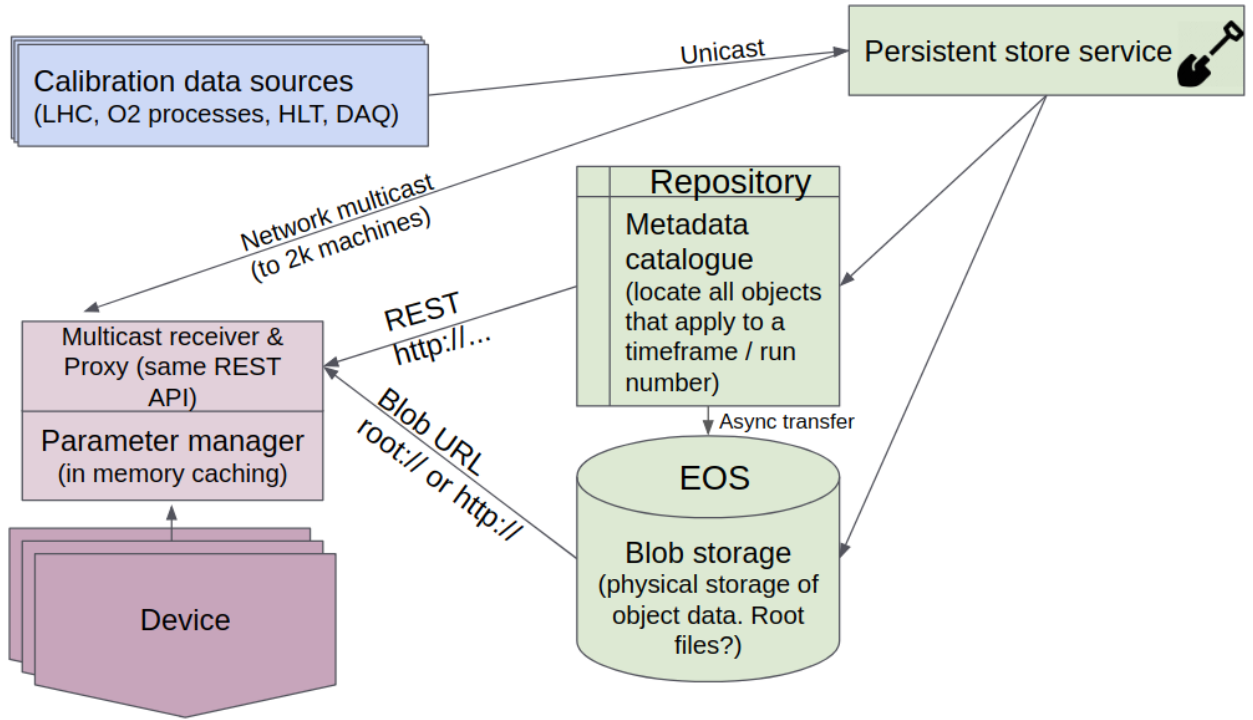 Unicast
Persistent store service
Calibration data sources
(LHC, O2 processes, HLT, DAQ)
Network multicast
(to 2k machines)
Repository
Metadata
catalogue
(locate all objects
that apply to a
timeframe / run
number)
REST
http://...
Multicast receiver &
Proxy (same REST
API)
Parameter manager
(in memory caching)
Blob URL
root:// or http://
Async transfer
EOS
Blob storage
(physical storage of
object data. Root
files?)
Device